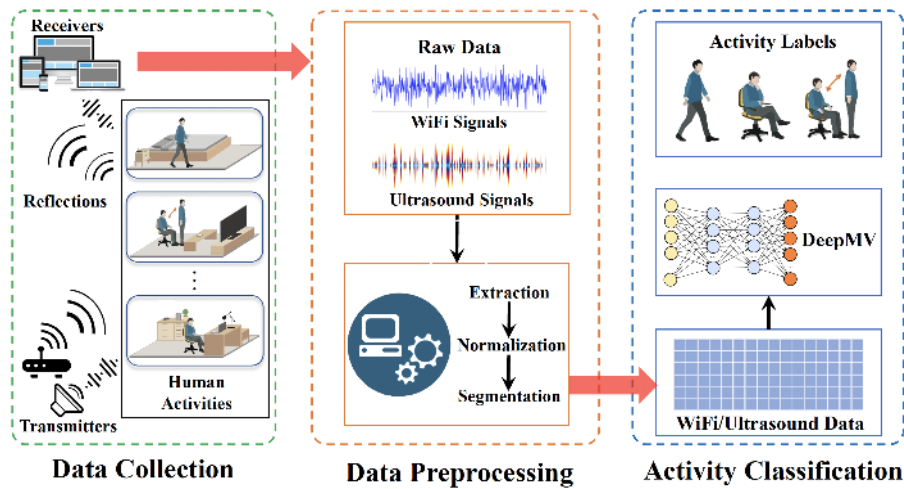 Receivers
Reflections
Transmitters
Human
Activities
Data Collection
Raw Data
WiFi Signals
Ultrasound Signals
Extraction
Normalization
Segmentation
Data Preprocessing
Activity Labels
DeepMV
WiFi/Ultrasound Data
Activity Classification